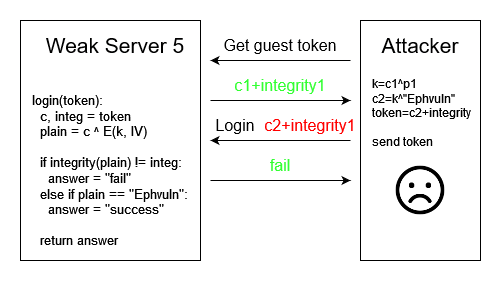 Weak Server 5
login(token):
c, integ = token
plain = c ^ E(k, IV)
if integrity(plain) != integ:
answer = "fail"
else if plain == "Ephvuln":
answer = "success"
return answer
Get guest token
c1+integrity1
Login c2+integrity1
fail
Attacker
k=c1^p1
c2=k^"Ephvuln"
token=c2+integrity
send token